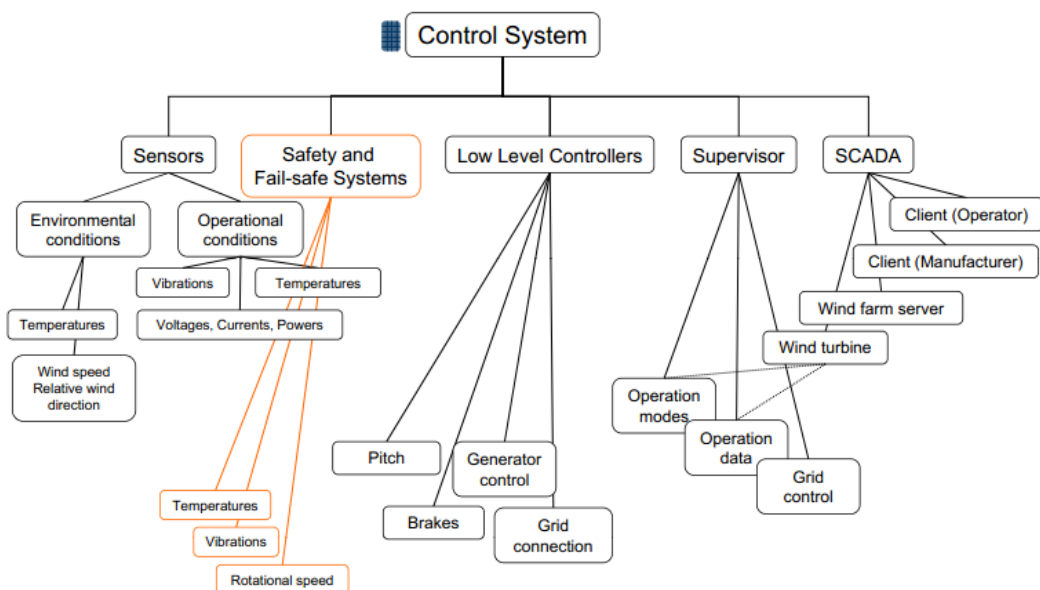 Control System
Sensors
Safety and
Fail-safe Systems
Low Level Controllers
Supervisor
SCADA
Environmental
conditions
Operational
conditions
Client (Operator)
Client (Manufacturer)
Vibrations
Temperatures
Temperatures
Voltages, Currents, Powers
Wind farm server
Wind turbine
Wind speed
Relative wind
direction
Operation
modes
Operation
data
Pitch
Generator
control
Grid
control
Temperatures
Brakes
Grid
connection
Vibrations
Rotational speed